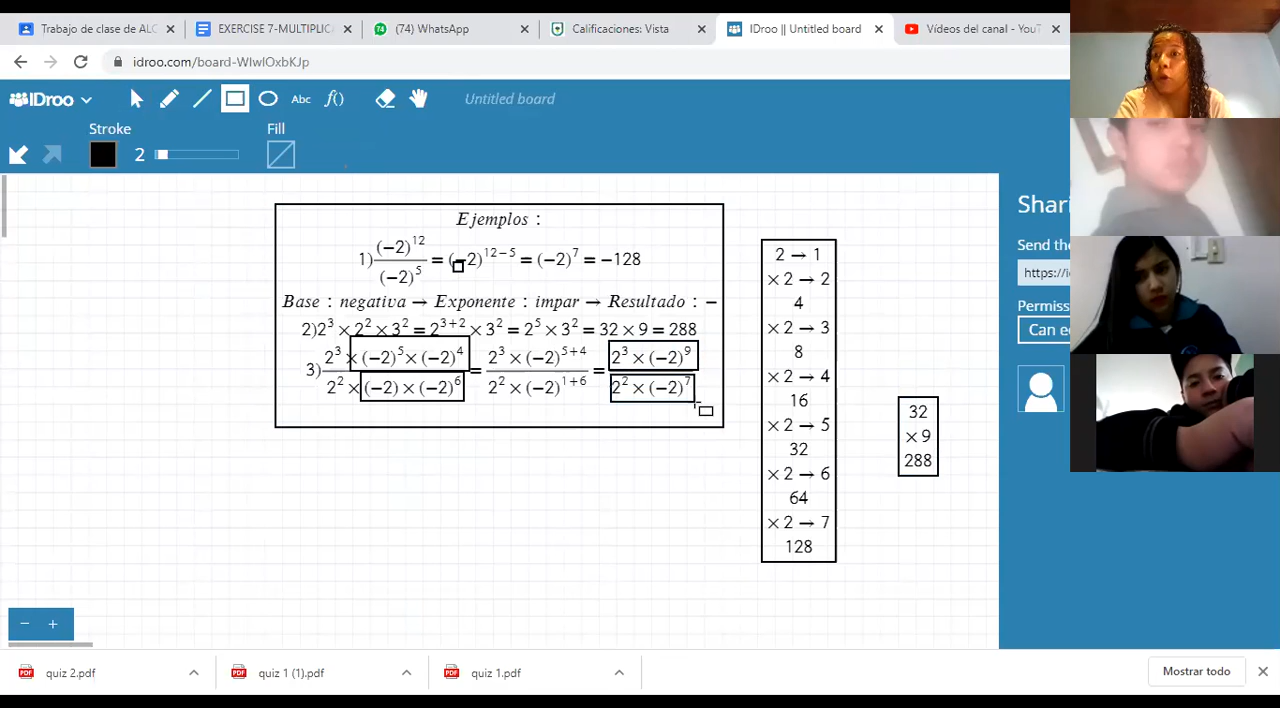 Trabajo de clase de ALC
EXERCISE 7-MULTIPLICA
(74) WhatsApp
Calificaciones: Vista
IDroo || Untitled board
Vídeos del canal - YouT
idroo.com/board-WIwIOxbKJp
IDroo
Abc
f()
Untitled board
Stroke
2
Fill
Ejemplos :
1) (−2)^12 / (−2)^5 = (−2)^12−5 = (−2)^7 = −128
Base : negativa → Exponente : impar → Resultado : −
2)2^3 × 2^2 × 3^2 = 2^3+2 × 3^2 = 2^5 × 3^2 = 32 × 9 = 288
3) 2^3 × (−2)^5 × (−2)^4 / 2^2 × (−2) × (−2)^6 = 2^3 × (−2)^5+4 / 2^2 × (−2)^1+6 = 2^3 × (−2)^9 / 2^2 × (−2)^7
2 → 1
× 2 → 2
4
× 2 → 3
8
× 2 → 4
16
× 2 → 5
32
× 2 → 6
64
× 2 → 7
128
32
× 9
288
Shari
Send the
https://i
Permiss
Can e
− +
quiz 2.pdf
quiz 1 (1).pdf
quiz 1.pdf
Mostrar todo